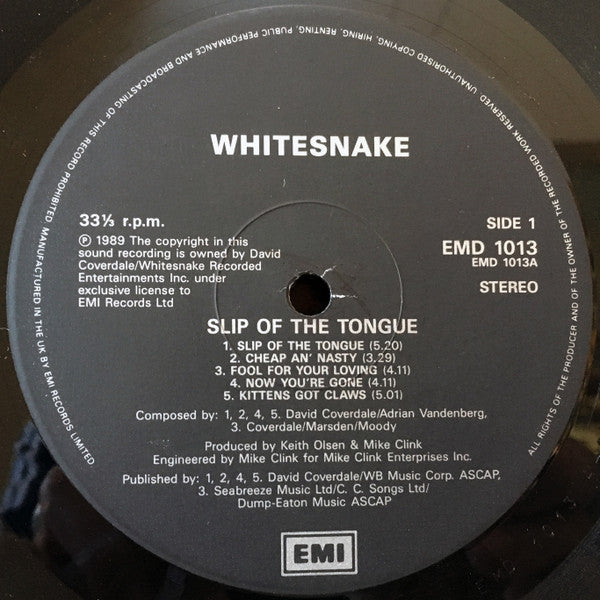 WHITESNAKE
33⅓ r.p.m.
℗ 1989 The copyright in this
sound recording is owned by David
Coverdale/Whitesnake Recorded
Entertainments Inc. under
exclusive license to
EMI Records Ltd
SIDE 1
EMD 1013
EMD 1013A
STEREO
SLIP OF THE TONGUE
1. SLIP OF THE TONGUE (5.20)
2. CHEAP AN' NASTY (3.29)
3. FOOL FOR YOUR LOVING (4.11)
4. NOW YOU'RE GONE (4.11)
5. KITTENS GOT CLAWS (5.01)
Composed by: 1, 2, 4, 5. David Coverdale/Adrian Vandenberg,
3. Coverdale/Marsden/Moody
Produced by Keith Olsen & Mike Clink
Engineered by Mike Clink for Mike Clink Enterprises Inc.
Published by: 1, 2, 4, 5. David Coverdale/WB Music Corp. ASCAP,
3. Seabreeze Music Ltd/C. C. Songs Ltd/
Dump-Eaton Music ASCAP
EMI
MANUFACTURED IN THE UK BY EMI RECORDS LIMITED
ALL RIGHTS OF THE PRODUCER AND OF THE OWNER OF THE RECORDED WORK RESERVED. UNAUTHORISED COPYING, HIRING, RENTING, PUBLIC PERFORMANCE AND BROADCASTING OF THIS RECORD PROHIBITED